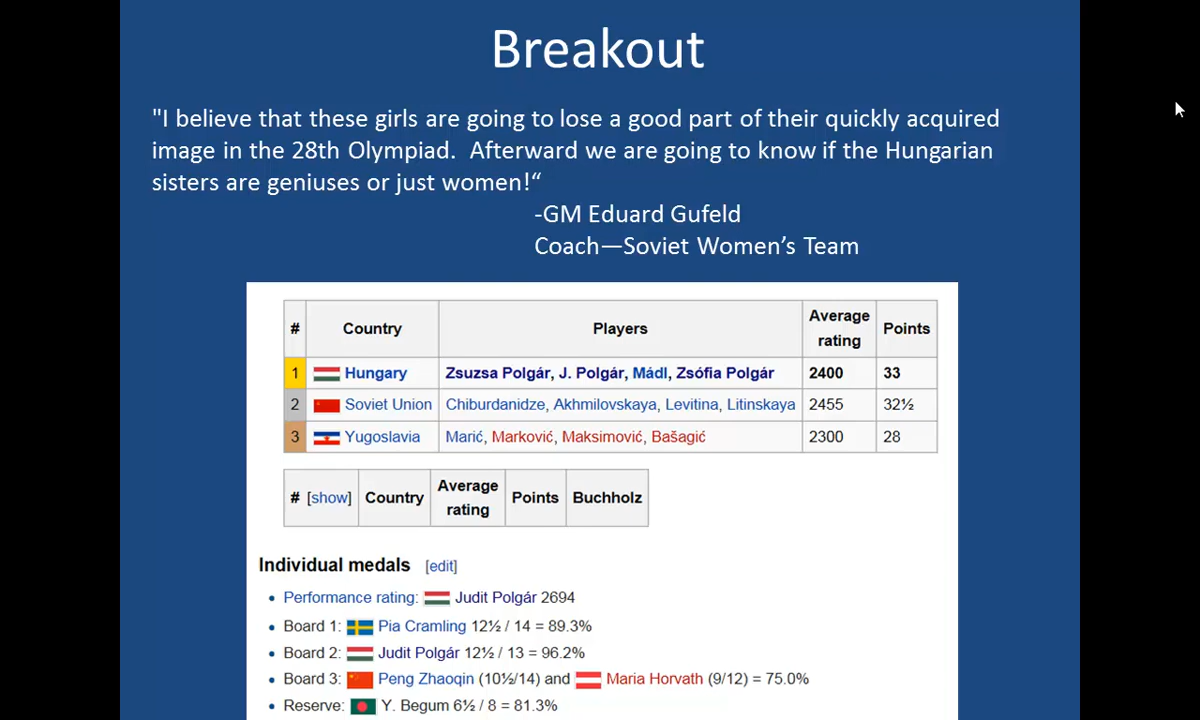 Breakout
"I believe that these girls are going to lose a good part of their quickly acquired
image in the 28th Olympiad.  Afterward we are going to know if the Hungarian
sisters are geniuses or just women!“
-GM Eduard Gufeld
Coach—Soviet Women’s Team
# Country Players Average rating Points
1 Hungary Zsuzsa Polgár, J. Polgár, Mádl, Zsófia Polgár 2400 33
2 Soviet Union Chiburdanidze, Akhmilovskaya, Levitina, Litinskaya 2455 32½
3 Yugoslavia Marić, Marković, Maksimović, Bašagić 2300 28
# [show] Country Average rating Points Buchholz
Individual medals [edit]
Performance rating: Judit Polgár 2694
Board 1: Pia Cramling 12½ / 14 = 89.3%
Board 2: Judit Polgár 12½ / 13 = 96.2%
Board 3: Peng Zhaoqin (10½/14) and Maria Horvath (9/12) = 75.0%
Reserve: Y. Begum 6½ / 8 = 81.3%